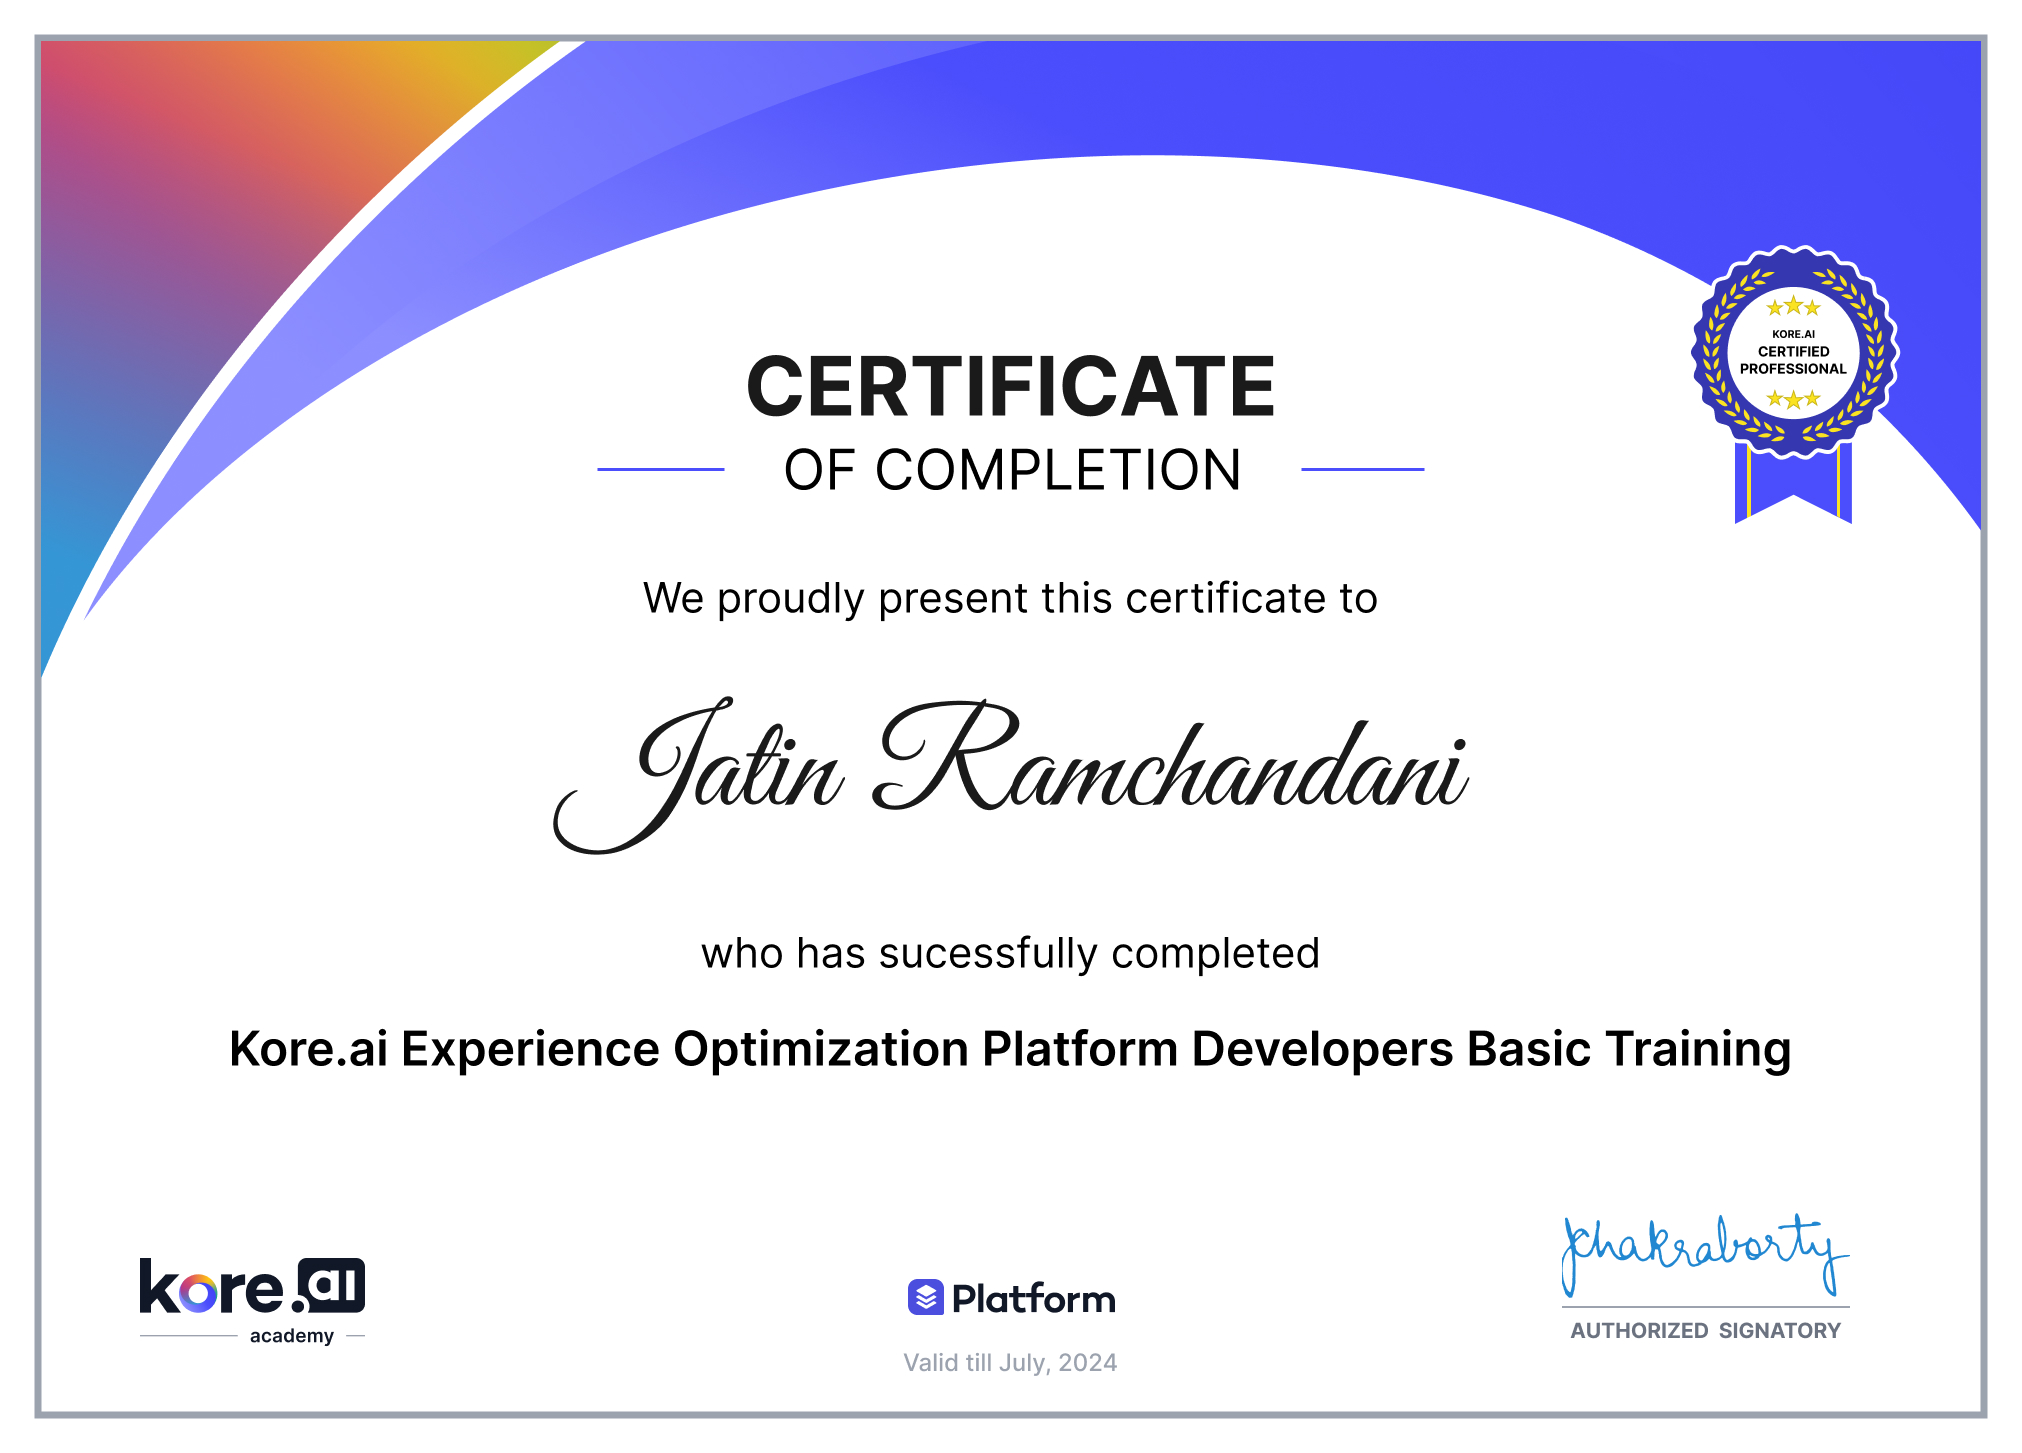 CERTIFICATE
OF COMPLETION
KORE.AI
CERTIFIED
PROFESSIONAL
We proudly present this certificate to
Jatin Ramchandani
who has sucessfully completed
Kore.ai Experience Optimization Platform Developers Basic Training
kore.ai
academy
Platform
Valid till July, 2024
AUTHORIZED SIGNATORY